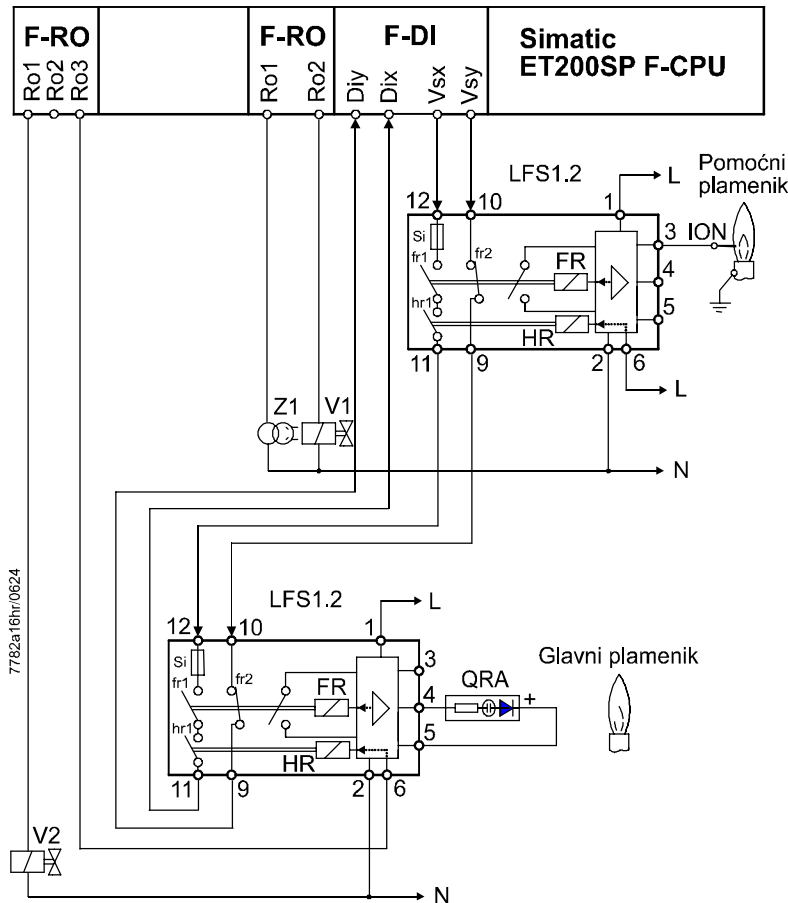 F-RO F-RO F-DI Simatic
ET200SP F-CPU
Ro1 Ro2 Ro3 Ro1 Ro2 Diy Dix Vsx Vsy
LFS1.2 L Pomoćni
plamenik
12 10 1
3 ION
Si
fr1 fr2 FR
4
hr1 5
HR
11 9 2 6
L
Z1 V1
N
7782a16hr/0624
LFS1.2 L
12 10 1
3
Glavni plamenik
Si
fr1 fr2 FR
4 QRA +
hr1 5
HR
11 9 2 6
V2
N